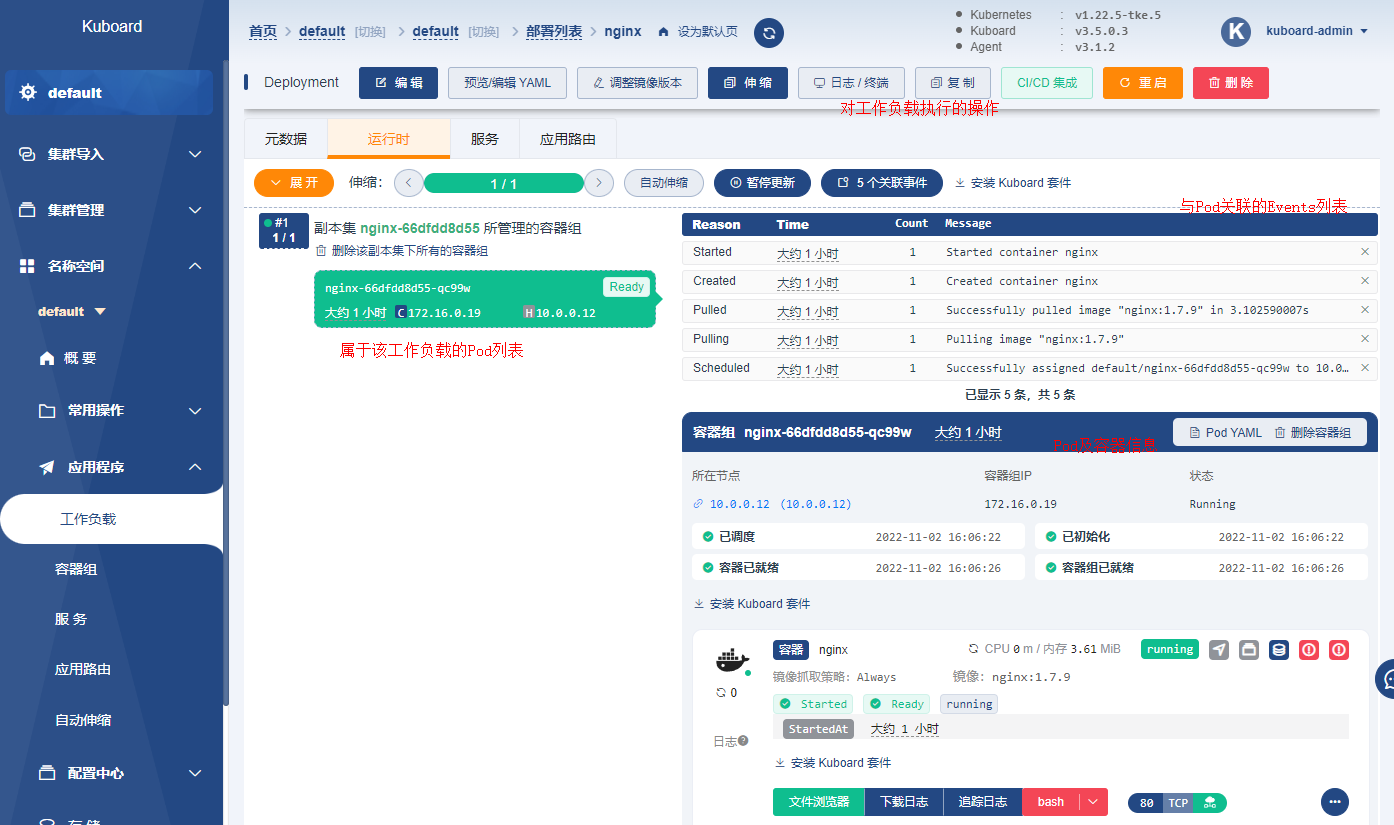 Kuboard
default
集群导入
集群管理
名称空间
default
概 要
常用操作
应用程序
工作负载
容器组
服 务
应用路由
自动伸缩
配置中心
存 储
首页 > default [切换] > default [切换] > 部署列表 > nginx 设为默认页
Kubernetes : v1.22.5-tke.5
Kuboard : v3.5.0.3
Agent : v3.1.2
K kuboard-admin
Deployment 编 辑 预览/编辑 YAML 调整镜像版本 伸 缩 日志 / 终端 复 制 CI/CD 集成 重 启 删 除
对工作负载执行的操作
元数据 运行时 服务 应用路由
展 开 伸缩： 1 / 1 自动伸缩 暂停更新 5 个关联事件 安装 Kuboard 套件
与Pod关联的Events列表
#1
1 / 1
副本集 nginx-66dfdd8d55 所管理的容器组
删除该副本集下所有的容器组
nginx-66dfdd8d55-qc99w Ready
大约 1 小时 C 172.16.0.19 H 10.0.0.12
属于该工作负载的Pod列表
Reason Time Count Message
Started 大约 1 小时 1 Started container nginx
Created 大约 1 小时 1 Created container nginx
Pulled 大约 1 小时 1 Successfully pulled image "nginx:1.7.9" in 3.102590007s
Pulling 大约 1 小时 1 Pulling image "nginx:1.7.9"
Scheduled 大约 1 小时 1 Successfully assigned default/nginx-66dfdd8d55-qc99w to 10.0…
已显示 5 条，共 5 条
容器组 nginx-66dfdd8d55-qc99w 大约 1 小时 Pod YAML 删除容器组
所在节点 容器组IP 状态
10.0.0.12 (10.0.0.12) 172.16.0.19 Running
已调度 2022-11-02 16:06:22 已初始化 2022-11-02 16:06:22
容器已就绪 2022-11-02 16:06:26 容器组已就绪 2022-11-02 16:06:26
安装 Kuboard 套件
容器 nginx CPU 0 m / 内存 3.61 MiB running
镜像抓取策略: Always 镜像: nginx:1.7.9
0
Started Ready running
StartedAt 大约 1 小时
日志
安装 Kuboard 套件
文件浏览器 下载日志 追踪日志 bash 80 TCP